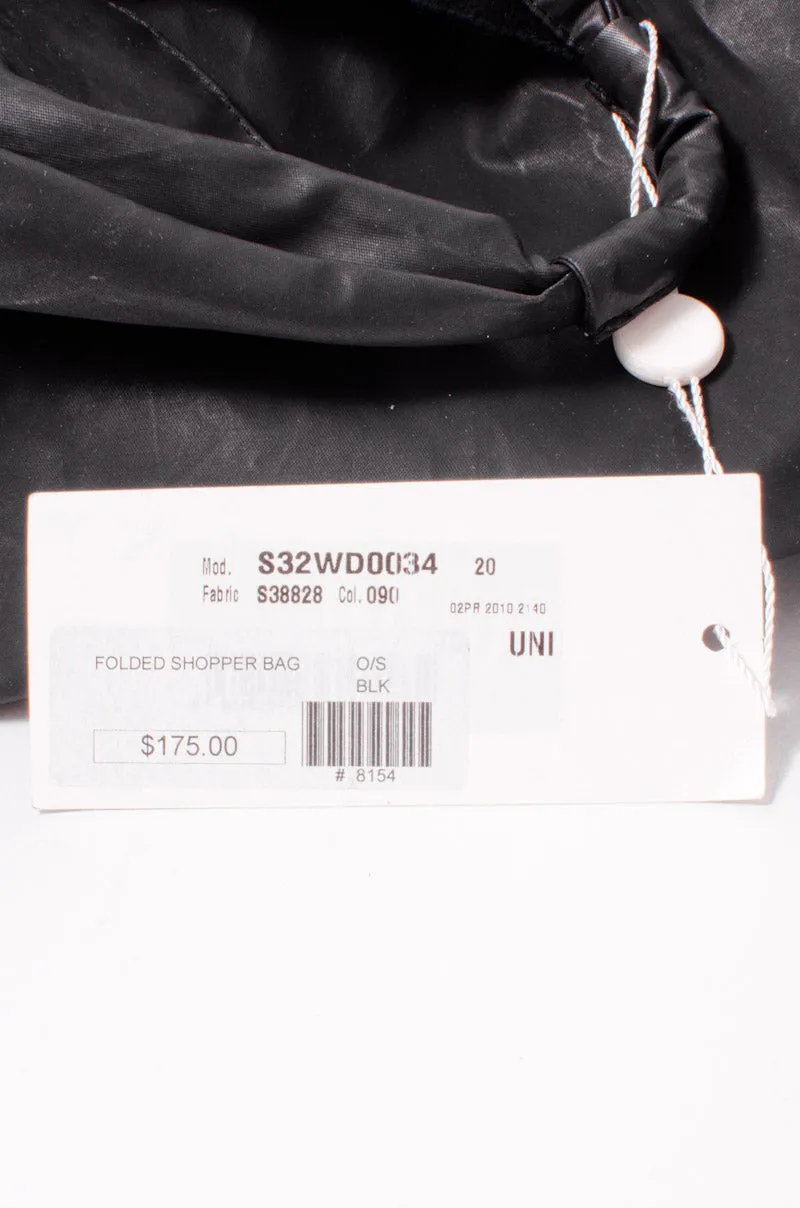 Mod. S32WD0034 20
Fabric S38828 Col. 090
02PR 2010 2140
UNI
FOLDED SHOPPER BAG O/S
BLK
$175.00
# 8154